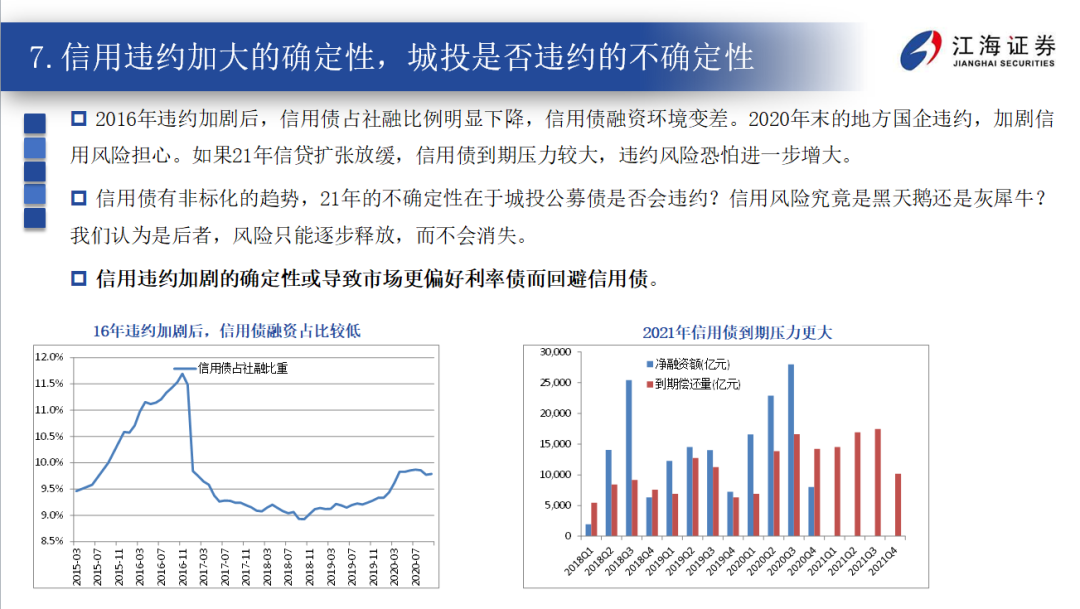 7. 信用违约加大的确定性，城投是否违约的不确定性
江海证券
JIANGHAI SECURITIES
2016年违约加剧后，信用债占社融比例明显下降，信用债融资环境变差。2020年末的地方国企违约，加剧信
用风险担心。如果21年信贷扩张放缓，信用债到期压力较大，违约风险恐怕进一步增大。
信用债有非标化的趋势，21年的不确定性在于城投公募债是否会违约？信用风险究竟是黑天鹅还是灰犀牛？
我们认为是后者，风险只能逐步释放，而不会消失。
信用违约加剧的确定性或导致市场更偏好利率债而回避信用债。
16年违约加剧后，信用债融资占比较低
12.0%
11.5%
11.0%
10.5%
10.0%
9.5%
9.0%
8.5%
信用债占社融比重
2015-03
2015-07
2015-11
2016-03
2016-07
2016-11
2017-03
2017-07
2017-11
2018-03
2018-07
2018-11
2019-03
2019-07
2019-11
2020-03
2020-07
2021年信用债到期压力更大
30,000
25,000
20,000
15,000
10,000
5,000
0
净融资额(亿元)
到期偿还量(亿元)
2018Q1
2018Q2
2018Q3
2018Q4
2019Q1
2019Q2
2019Q3
2019Q4
2020Q1
2020Q2
2020Q3
2020Q4
2021Q1
2021Q2
2021Q3
2021Q4